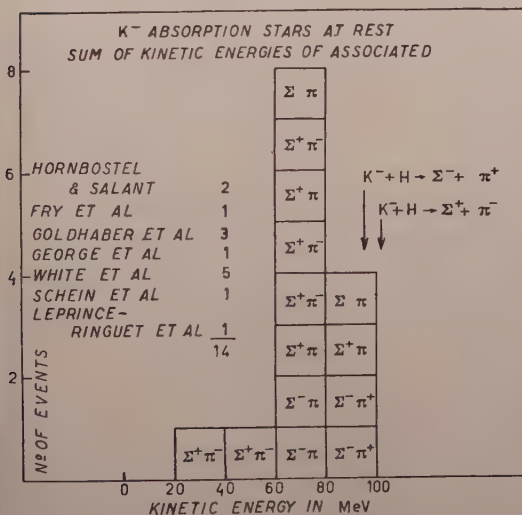 K⁻ ABSORPTION STARS AT REST
SUM OF KINETIC ENERGIES OF ASSOCIATED
8
6
4
2
Nº OF EVENTS
HORNBOSTEL
& SALANT 2
FRY ET AL 1
GOLDHABER ET AL 3
GEORGE ET AL 1
WHITE ET AL 5
SCHEIN ET AL 1
LEPRINCE-
RINGUET ET AL 1
14
K⁻+ H → Σ⁻+ π⁺
K⁻+H → Σ⁺+ π⁻
Σ π
Σ⁺π⁻
Σ⁺π
Σ⁺π⁻
Σ⁺π⁻ Σ π
Σ⁺π Σ⁺π
Σ⁻π Σ⁻π⁺
Σ⁺π⁻ Σ⁺π⁻ Σ⁻π Σ⁻π⁺
0 20 40 60 80 100
KINETIC ENERGY IN MeV